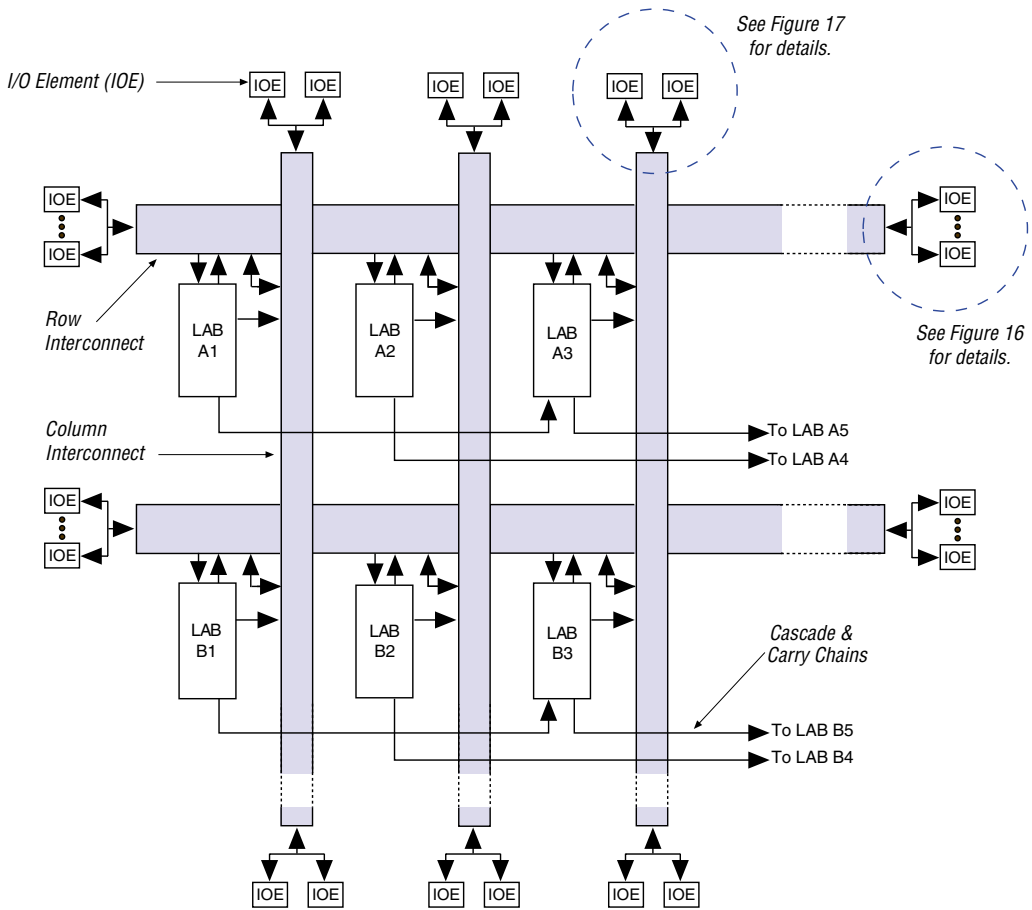 See Figure 17
for details.
I/O Element (IOE)
IOE IOE IOE IOE IOE IOE
IOE IOE
IOE IOE
Row
Interconnect
LAB
A1
LAB
A2
LAB
A3
See Figure 16
for details.
Column
Interconnect
To LAB A5
To LAB A4
IOE IOE
IOE IOE
LAB
B1
LAB
B2
LAB
B3
Cascade &
Carry Chains
To LAB B5
To LAB B4
IOE IOE IOE IOE IOE IOE